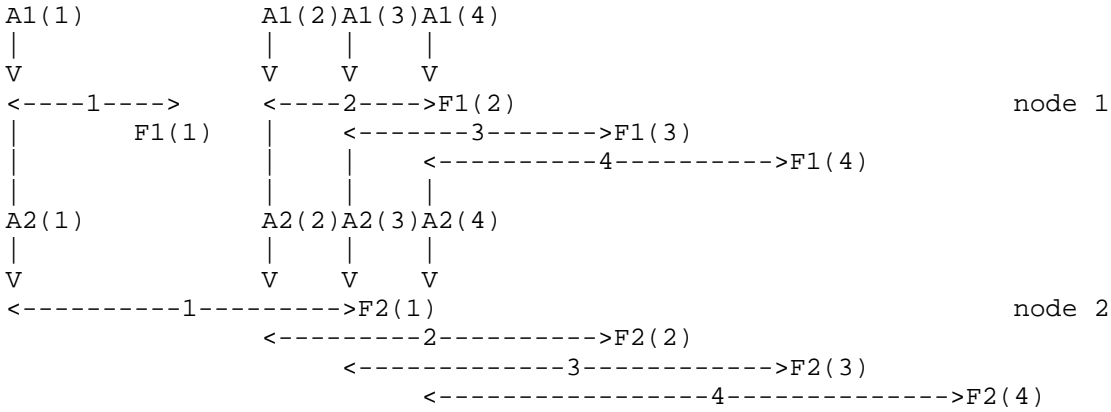 A1(1)           A1(2)A1(3)A1(4)
|               |    |    |
V               V    V    V
<----1---->     <----2---->F1(2)                               node 1
|       F1(1)   |    <-------3------->F1(3)
|               |    |    <----------4---------->F1(4)
|               |    |    |
A2(1)           A2(2)A2(3)A2(4)
|               |    |    |
V               V    V    V
<----------1--------->F2(1)                                    node 2
                <---------2---------->F2(2)
                     <-------------3------------>F2(3)
                          <-----------------4-------------->F2(4)